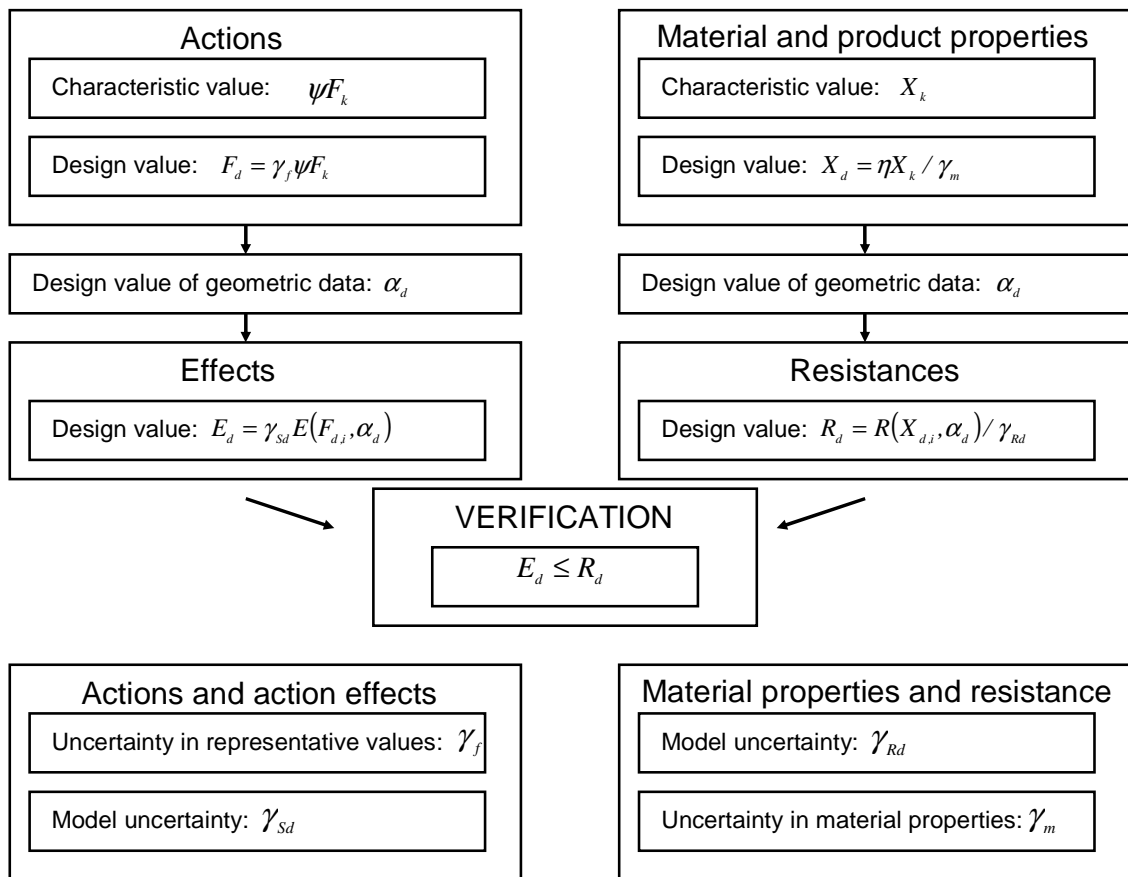 Actions
Characteristic value: ψF_k
Design value: F_d = γ_f ψF_k
Material and product properties
Characteristic value: X_k
Design value: X_d = ηX_k / γ_m
Design value of geometric data: α_d
Design value of geometric data: α_d
Effects
Design value: E_d = γ_Sd E(F_d,i, α_d)
Resistances
Design value: R_d = R(X_d,i, α_d) / γ_Rd
VERIFICATION
E_d ≤ R_d
Actions and action effects
Uncertainty in representative values: γ_f
Model uncertainty: γ_Sd
Material properties and resistance
Model uncertainty: γ_Rd
Uncertainty in material properties: γ_m